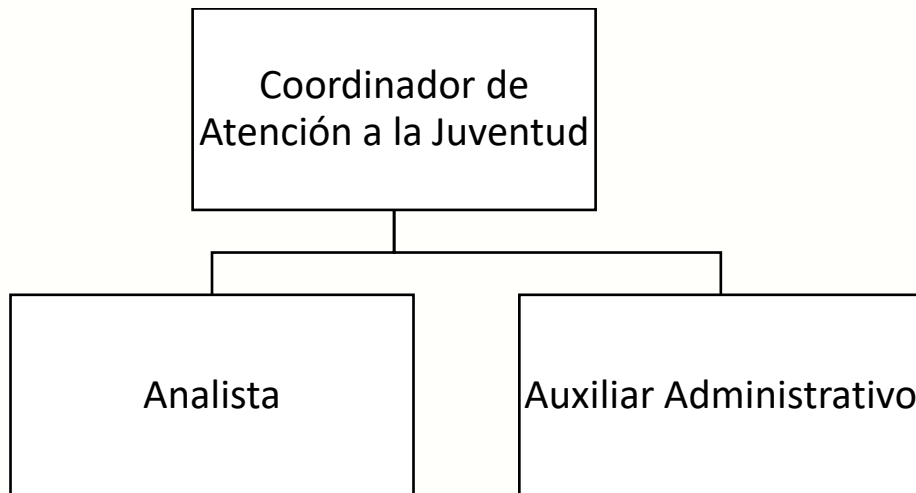 Coordinador de
Atención a la Juventud
Analista
Auxiliar Administrativo